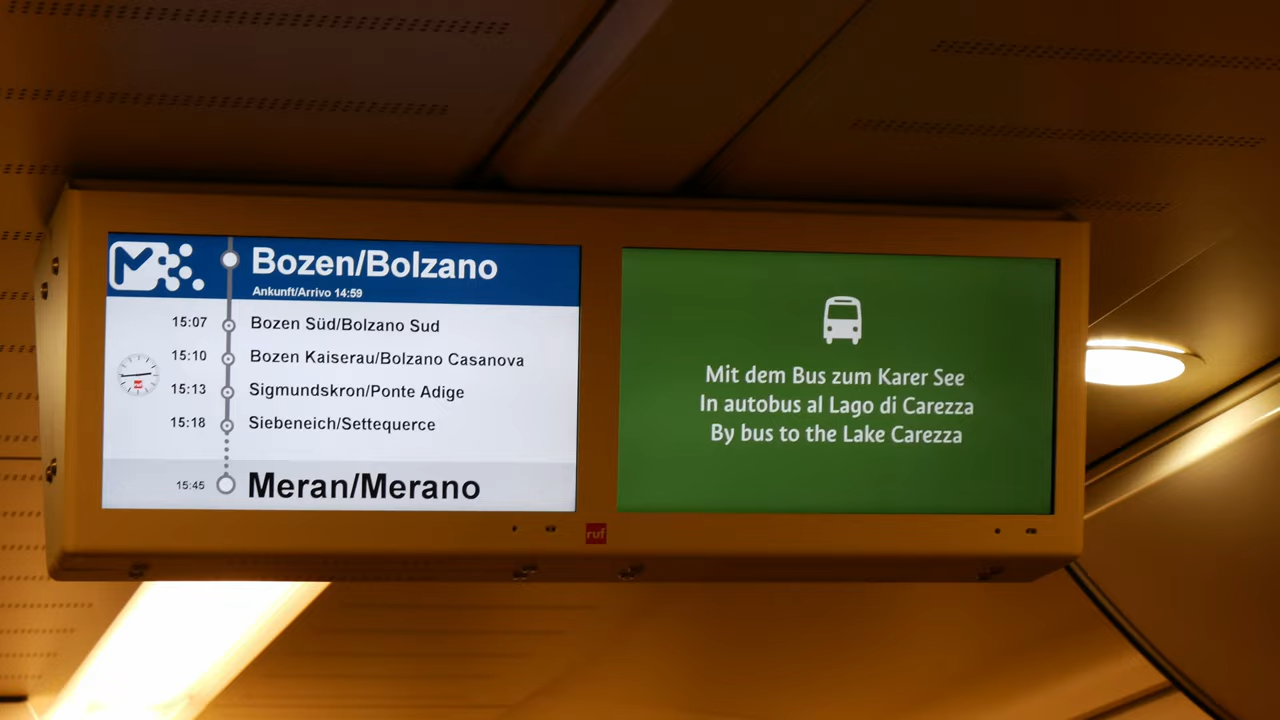 Bozen/Bolzano
Ankunft/Arrivo 14:59
15:07 Bozen Süd/Bolzano Sud
15:10 Bozen Kaiserau/Bolzano Casanova
15:13 Sigmundskron/Ponte Adige
15:18 Siebeneich/Settequerce
15:45 Meran/Merano
Mit dem Bus zum Karer See
In autobus al Lago di Carezza
By bus to the Lake Carezza
ruf
ruf